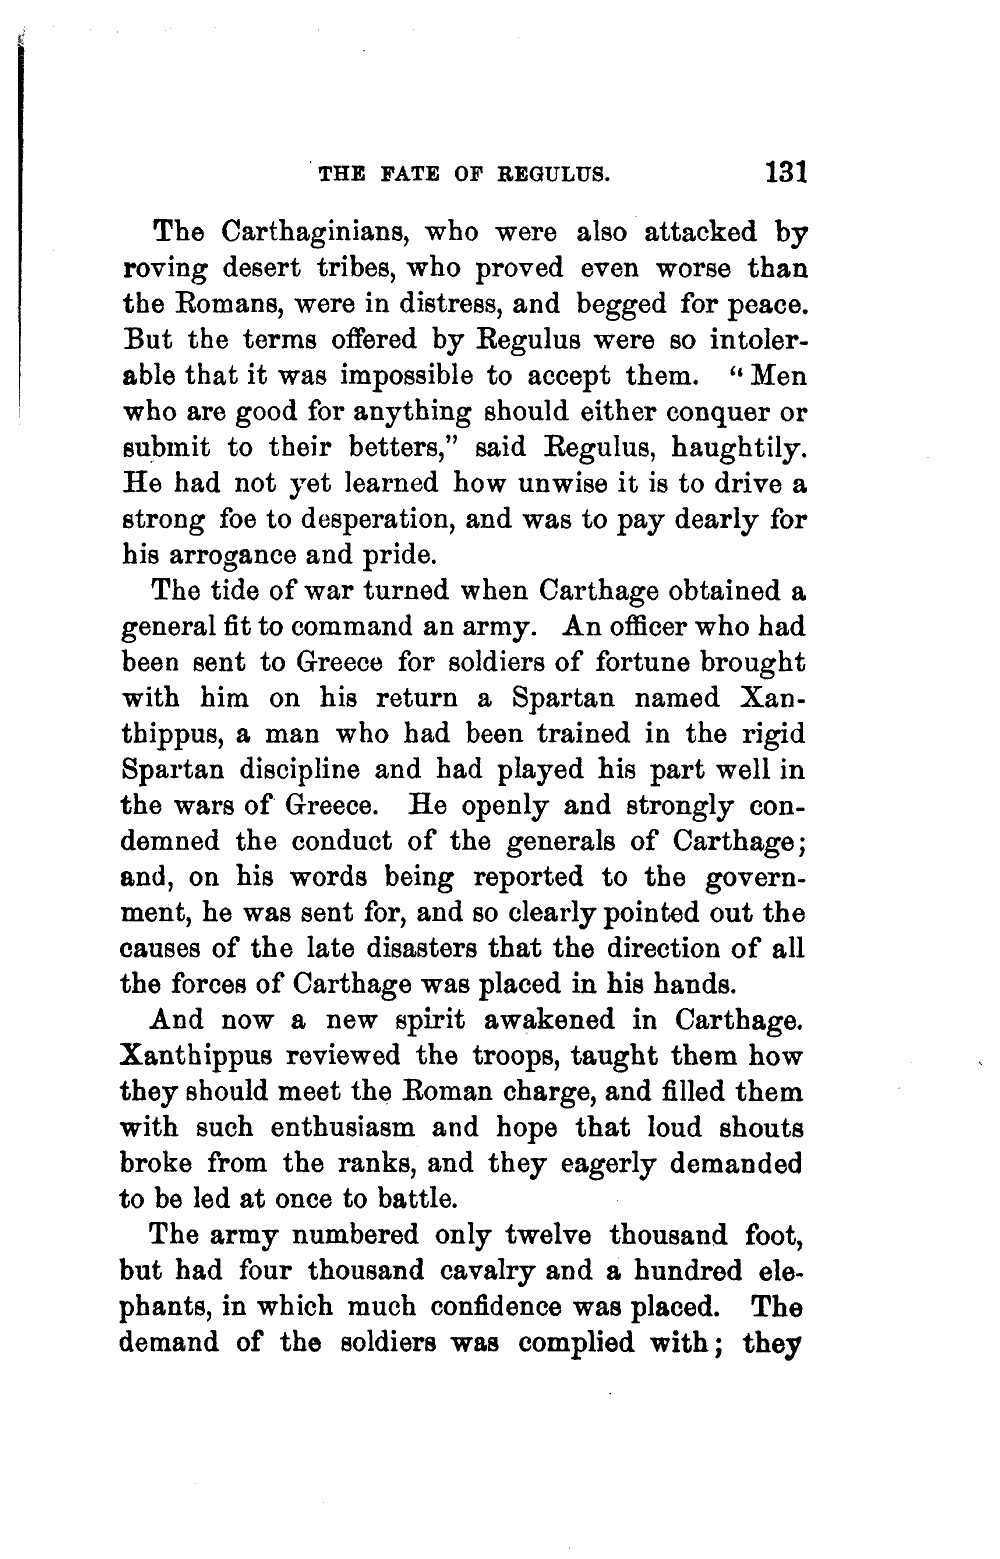 THE FATE OF REGULUS. 131
The Carthaginians, who were also attacked by
roving desert tribes, who proved even worse than
the Romans, were in distress, and begged for peace.
But the terms offered by Regulus were so intoler-
able that it was impossible to accept them. “Men
who are good for anything should either conquer or
submit to their betters,” said Regulus, haughtily.
He had not yet learned how unwise it is to drive a
strong foe to desperation, and was to pay dearly for
his arrogance and pride.
The tide of war turned when Carthage obtained a
general fit to command an army. An officer who had
been sent to Greece for soldiers of fortune brought
with him on his return a Spartan named Xan-
thippus, a man who had been trained in the rigid
Spartan discipline and had played his part well in
the wars of Greece. He openly and strongly con-
demned the conduct of the generals of Carthage;
and, on his words being reported to the govern-
ment, he was sent for, and so clearly pointed out the
causes of the late disasters that the direction of all
the forces of Carthage was placed in his hands.
And now a new spirit awakened in Carthage.
Xanthippus reviewed the troops, taught them how
they should meet the Roman charge, and filled them
with such enthusiasm and hope that loud shouts
broke from the ranks, and they eagerly demanded
to be led at once to battle.
The army numbered only twelve thousand foot,
but had four thousand cavalry and a hundred ele-
phants, in which much confidence was placed. The
demand of the soldiers was complied with; they